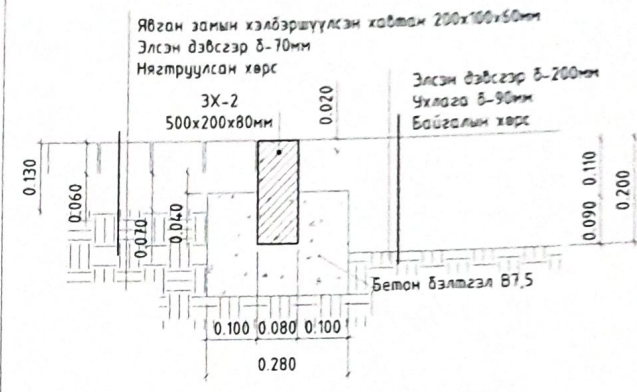 Явган замын хэлбэршүүлсэн хавтан 200x100x60мм
Элсэн дэвсгэр δ-70мм
Нягтруулсан хөрс
ЗХ-2
500x200x80мм
0.020
Элсэн дэвсгэр δ-200мм
Ухлага δ-90мм
Байгалын хөрс
0.130
0.060
0.070
0.040
0.110
0.090
0.200
Бетон бэлтгэл B7,5
0.100 0.080 0.100
0.280